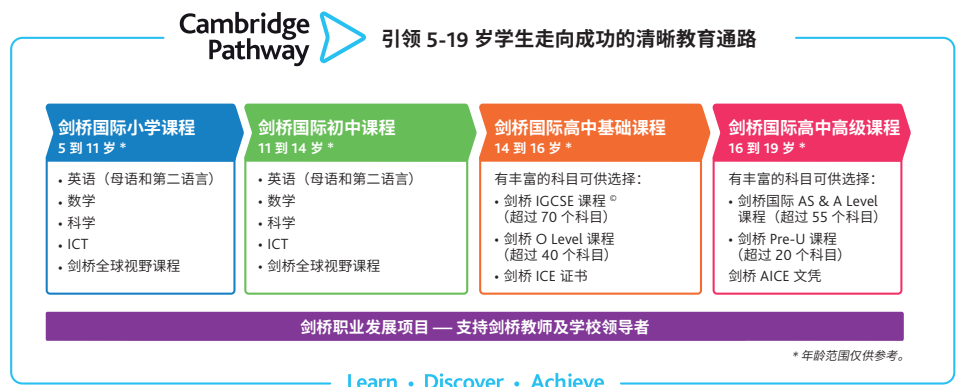 Cambridge
Pathway
引领 5-19 岁学生走向成功的清晰教育通路
剑桥国际小学课程
5 到 11 岁 *
• 英语（母语和第二语言）
• 数学
• 科学
• ICT
• 剑桥全球视野课程
剑桥国际初中课程
11 到 14 岁 *
• 英语（母语和第二语言）
• 数学
• 科学
• ICT
• 剑桥全球视野课程
剑桥国际高中基础课程
14 到 16 岁 *
有丰富的科目可供选择：
• 剑桥 IGCSE 课程 ©
（超过 70 个科目）
• 剑桥 O Level 课程
（超过 40 个科目）
• 剑桥 ICE 证书
剑桥国际高中高级课程
16 到 19 岁 *
有丰富的科目可供选择：
• 剑桥国际 AS & A Level
课程（超过 55 个科目）
• 剑桥 Pre-U 课程
（超过 20 个科目）
剑桥 AICE 文凭
剑桥职业发展项目 — 支持剑桥教师及学校领导者
* 年龄范围仅供参考。
Learn • Discover • Achieve